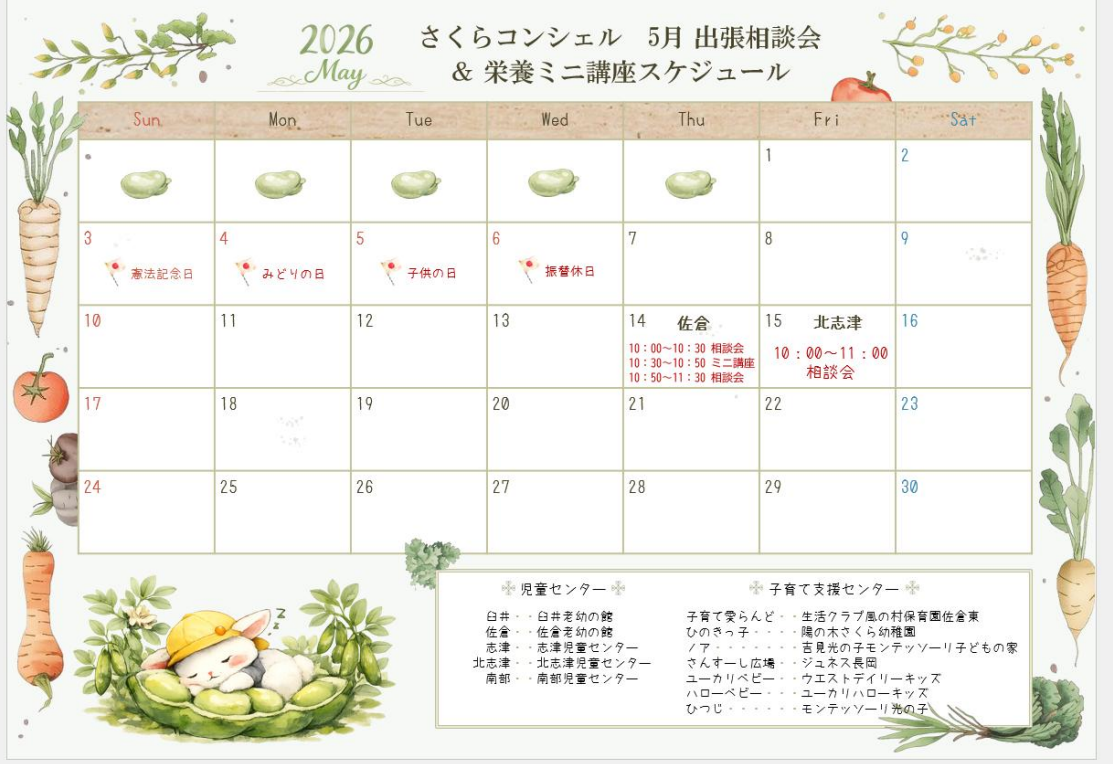 2026
May
さくらコンシェル 5月 出張相談会
& 栄養ミニ講座スケジュール
Sun Mon Tue Wed Thu Fri Sat
1 2
3 4 5 6 7 8 9
憲法記念日 みどりの日 子供の日 振替休日
10 11 12 13 14 佐倉 15 北志津 16
10:00～10:30 相談会
10:30～10:50 ミニ講座
10:50～11:30 相談会
10:00～11:00
相談会
17 18 19 20 21 22 23
24 25 26 27 28 29 30
z z
児童センター
臼井・・臼井老幼の館
佐倉・・佐倉老幼の館
志津・・志津児童センター
北志津・・北志津児童センター
南部・・南部児童センター
子育て支援センター
子育て愛らんど・・生活クラブ風の村保育園佐倉東
ひのきっ子・・・・陽の木さくら幼稚園
ノア・・・・・・・吉見光の子モンテッソーリ子どもの家
さんすーし広場・・ジュネス長岡
ユーカリベビー・・ウエストデイリーキッズ
ハローベビー・・・ユーカリハローキッズ
ひつじ・・・・・・モンテッソーリ光の子